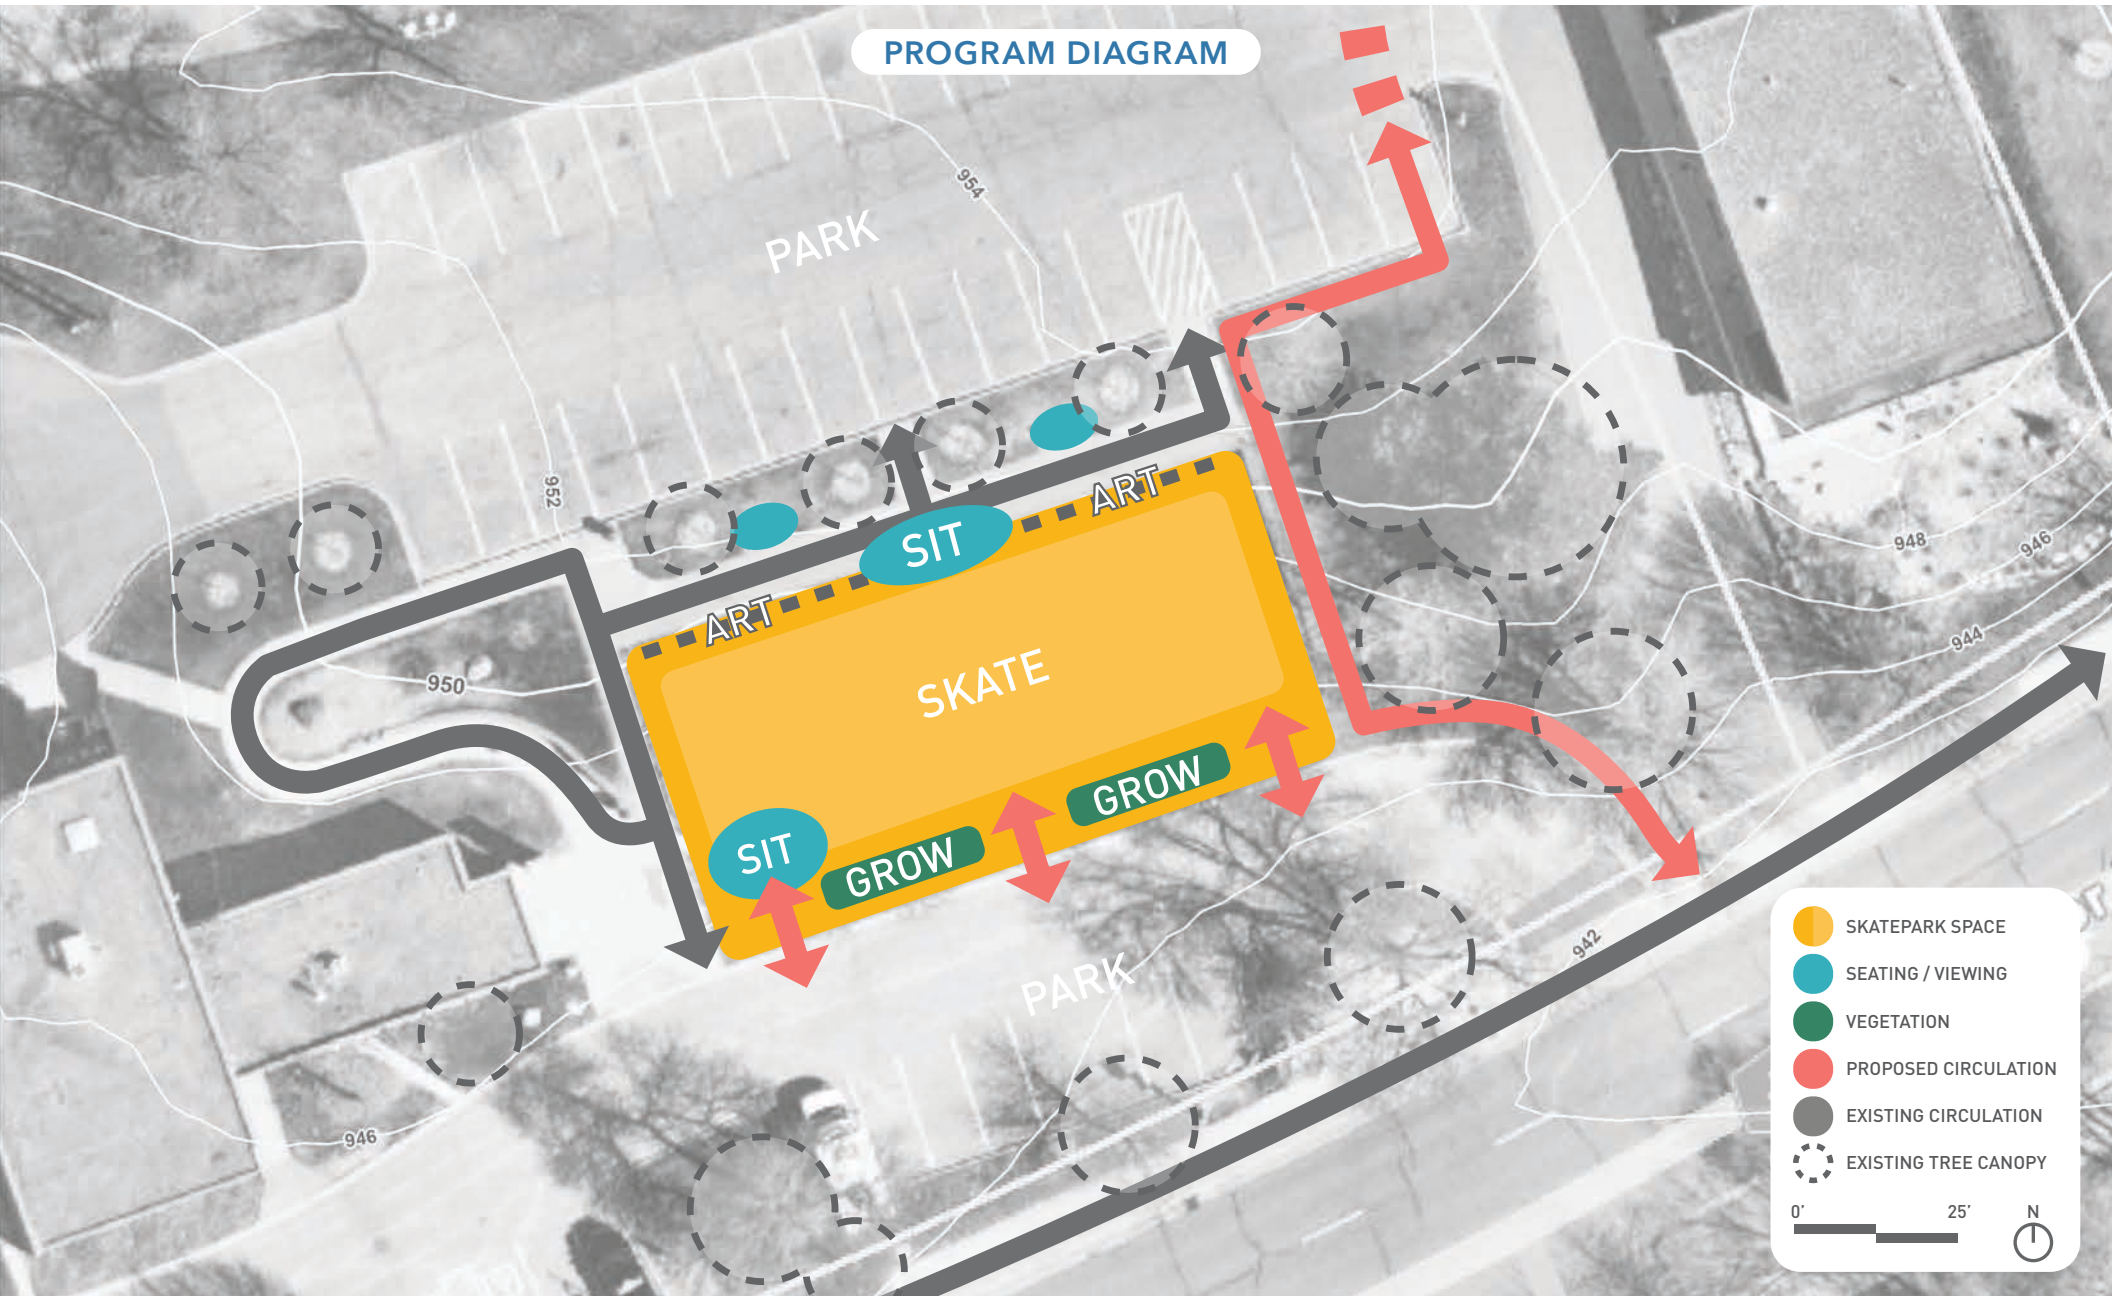 PROGRAM DIAGRAM
954
PARK
952
ART
SIT
ART
948
946
944
950
SKATE
GROW
SIT
GROW
PARK
942
946
SKATEPARK SPACE
SEATING / VIEWING
VEGETATION
PROPOSED CIRCULATION
EXISTING CIRCULATION
EXISTING TREE CANOPY
0' 25' N